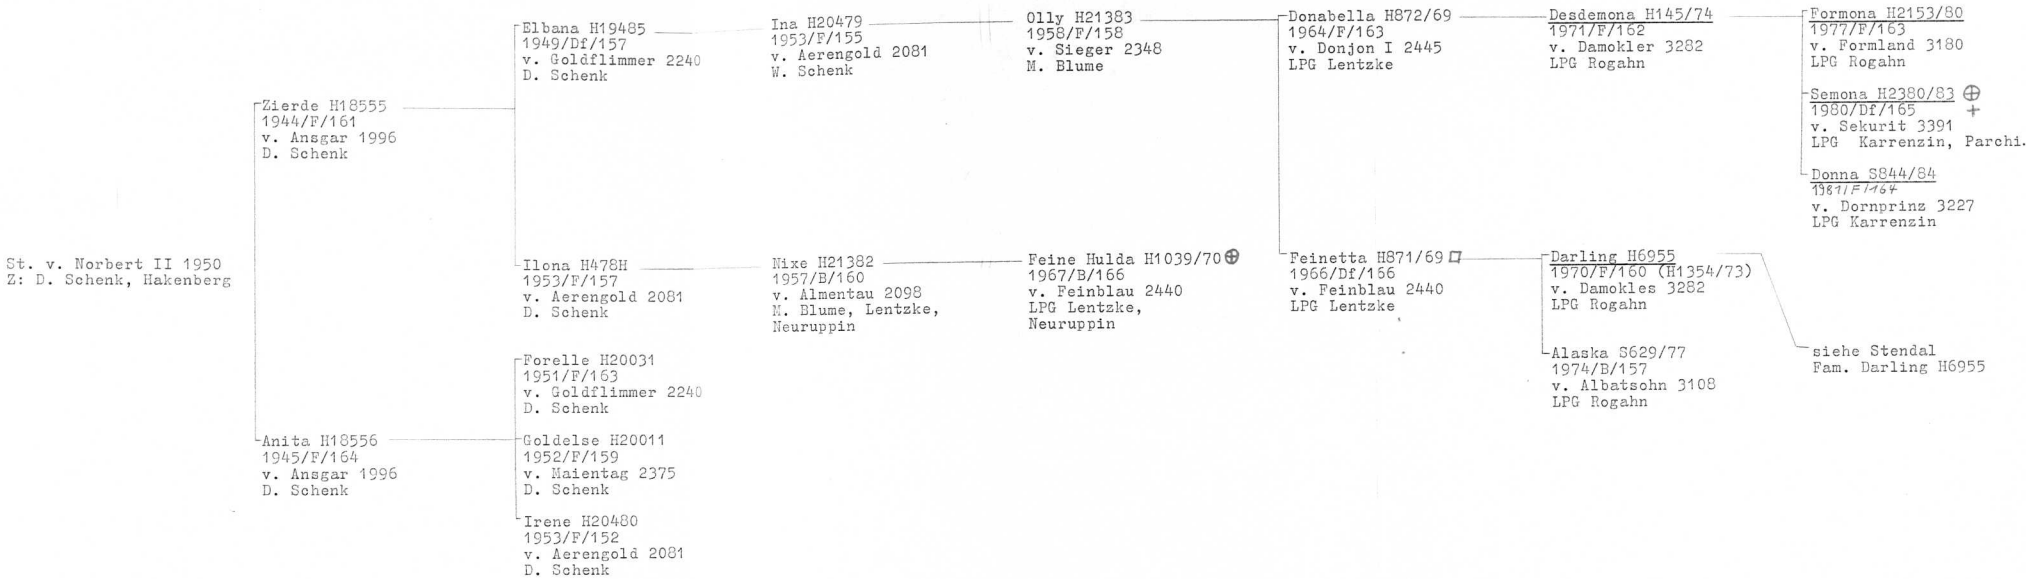 St. v. Norbert II 1950
Z: D. Schenk, Hakenberg
Zierde H18555
1944/F/161
v. Ansgar 1996
D. Schenk
Anita H18556
1945/F/164
v. Ansgar 1996
D. Schenk
Elbana H19485
1949/Df/157
v. Goldflimmer 2240
D. Schenk
Ilona H478H
1953/F/157
v. Aerengold 2081
D. Schenk
Forelle H20031
1951/F/163
v. Goldflimmer 2240
D. Schenk
Goldelse H20011
1952/F/159
v. Maientag 2375
D. Schenk
Irene H20480
1953/F/152
v. Aerengold 2081
D. Schenk
Ina H20479
1953/F/155
v. Aerengold 2081
W. Schenk
Nixe H21382
1957/B/160
v. Almentau 2098
M. Blume, Lentzke,
Neuruppin
Olly H21383
1958/F/158
v. Sieger 2348
M. Blume
Feine Hulda H1039/70
1967/B/166
v. Feinblau 2440
LPG Lentzke,
Neuruppin
Donabella H872/69
1964/F/163
v. Donjon I 2445
LPG Lentzke
Feinetta H871/69
1966/Df/166
v. Feinblau 2440
LPG Lentzke
Desdemona H145/74
1971/F/162
v. Damokler 3282
LPG Rogahn
Darling H6955
1970/F/160 (H1354/73)
v. Damokles 3282
LPG Rogahn
Alaska S629/77
1974/B/157
v. Albatsohn 3108
LPG Rogahn
Formona H2153/80
1977/F/163
v. Formland 3180
LPG Rogahn
Semona H2380/83
1980/Df/165
v. Sekurit 3391
LPG Karrenzin, Parchi.
Donna S844/84
1981/F/164
v. Dornprinz 3227
LPG Karrenzin
siehe Stendal
Fam. Darling H6955